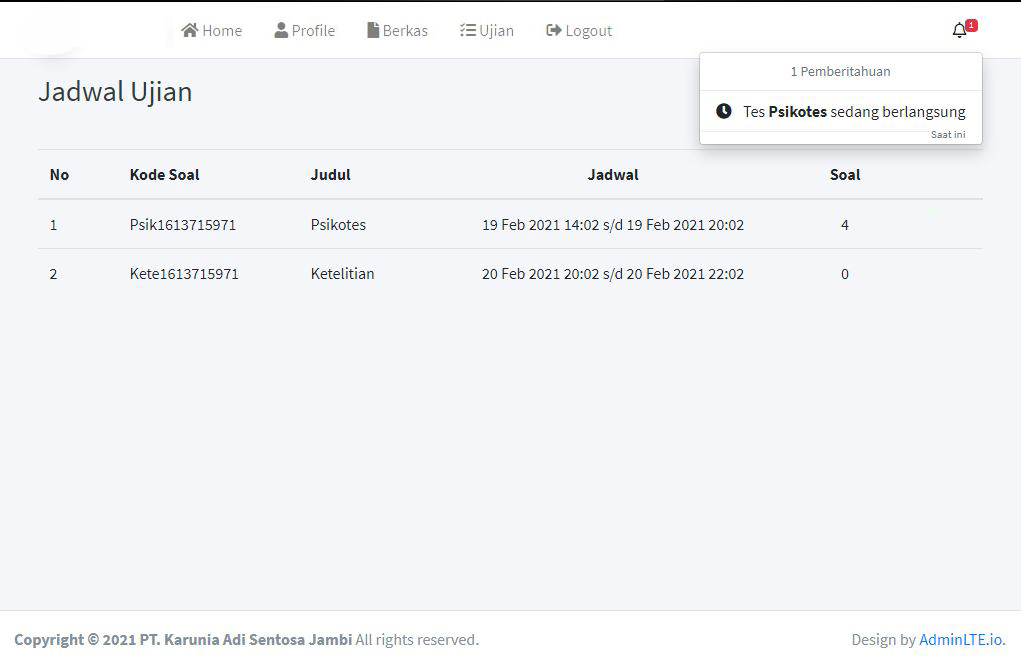 Home Profile Berkas Ujian Logout 1
1 Pemberitahuan
Tes Psikotes sedang berlangsung
Saat ini
Jadwal Ujian
No Kode Soal Judul Jadwal Soal
1 Psik1613715971 Psikotes 19 Feb 2021 14:02 s/d 19 Feb 2021 20:02 4
2 Kete1613715971 Ketelitian 20 Feb 2021 20:02 s/d 20 Feb 2021 22:02 0
Copyright © 2021 PT. Karunia Adi Sentosa Jambi All rights reserved. Design by AdminLTE.io.